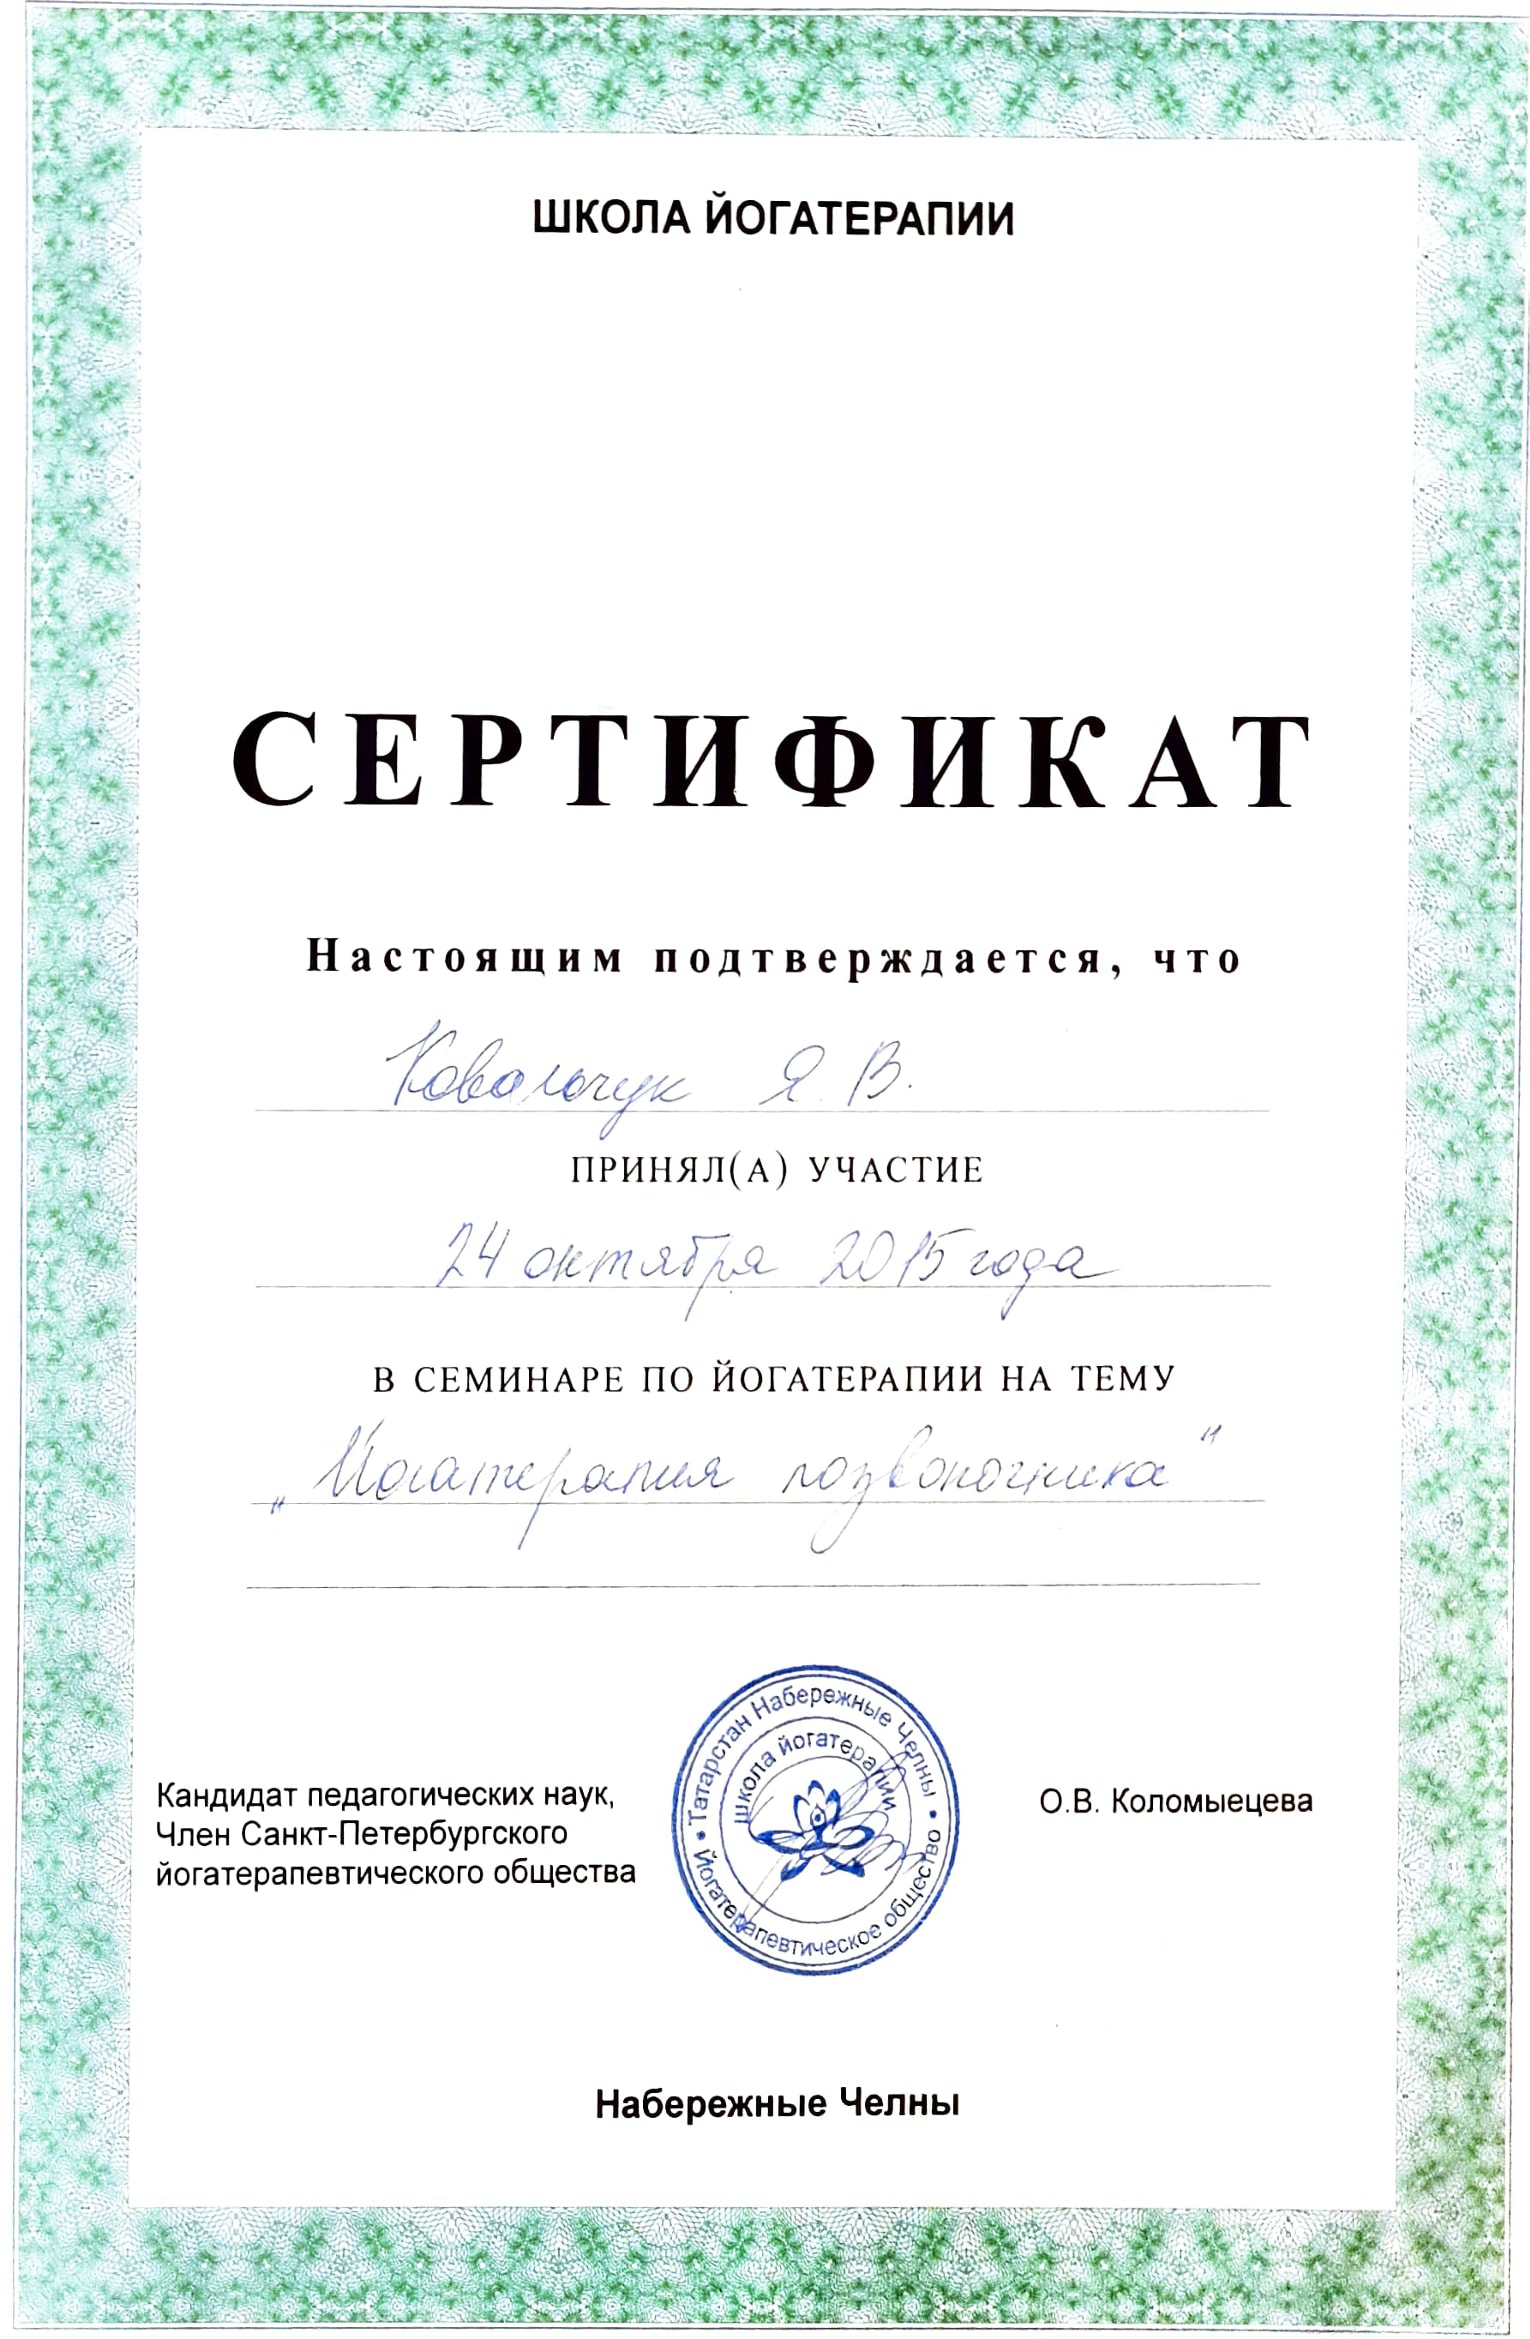 ШКОЛА ЙОГАТЕРАПИИ
СЕРТИФИКАТ
Настоящим подтверждается, что
Ковальчук Я. В.
ПРИНЯЛ(А) УЧАСТИЕ
24 октября 2015 года
В СЕМИНАРЕ ПО ЙОГАТЕРАПИИ НА ТЕМУ
„Йогатерапия позвоночника"
Кандидат педагогических наук,
Член Санкт-Петербургского
йогатерапевтического общества
• Татарстан Набережные Челны •
Йогатерапевтическое общество
школа йогатерапии
О.В. Коломыецева
Набережные Челны